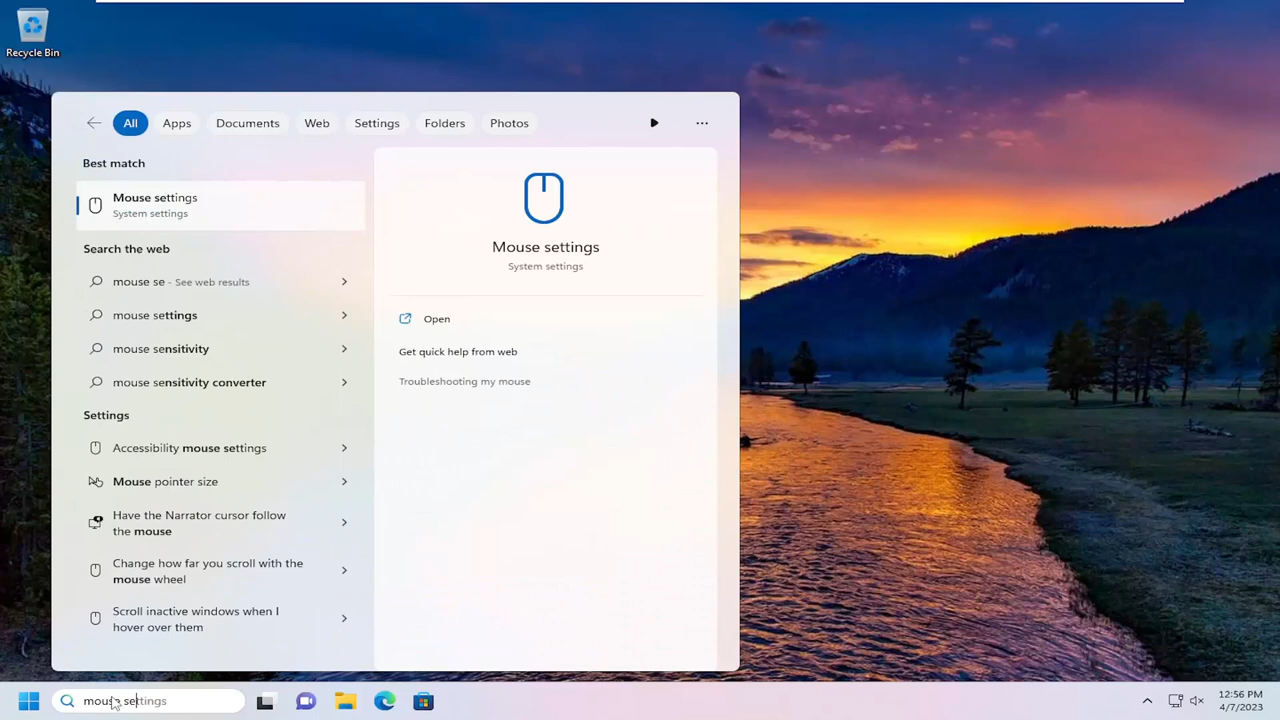 Recycle Bin
All Apps Documents Web Settings Folders Photos
Best match
Mouse settings
System settings
Search the web
mouse se - See web results
mouse settings
mouse sensitivity
mouse sensitivity converter
Settings
Accessibility mouse settings
Mouse pointer size
Have the Narrator cursor follow
the mouse
Change how far you scroll with the
mouse wheel
Scroll inactive windows when I
hover over them
Mouse settings
System settings
Open
Get quick help from web
Troubleshooting my mouse
mouse settings
12:56 PM
4/7/2023